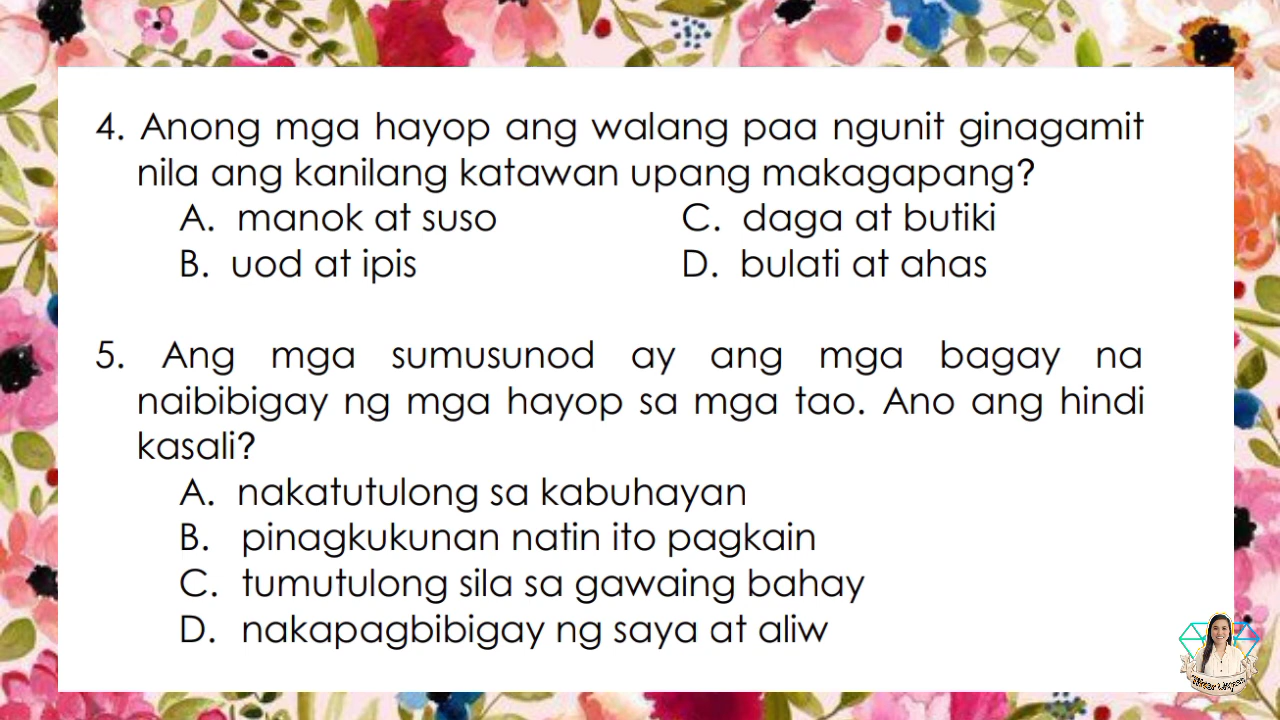 4. Anong mga hayop ang walang paa ngunit ginagamit
nila ang kanilang katawan upang makagapang?
A. manok at suso
C. daga at butiki
B. uod at ipis
D. bulati at ahas
5. Ang mga sumusunod ay ang mga bagay na
naibibigay ng mga hayop sa mga tao. Ano ang hindi
kasali?
A. nakatutulong sa kabuhayan
B. pinagkukunan natin ito pagkain
C. tumutulong sila sa gawaing bahay
D. nakapagbibigay ng saya at aliw